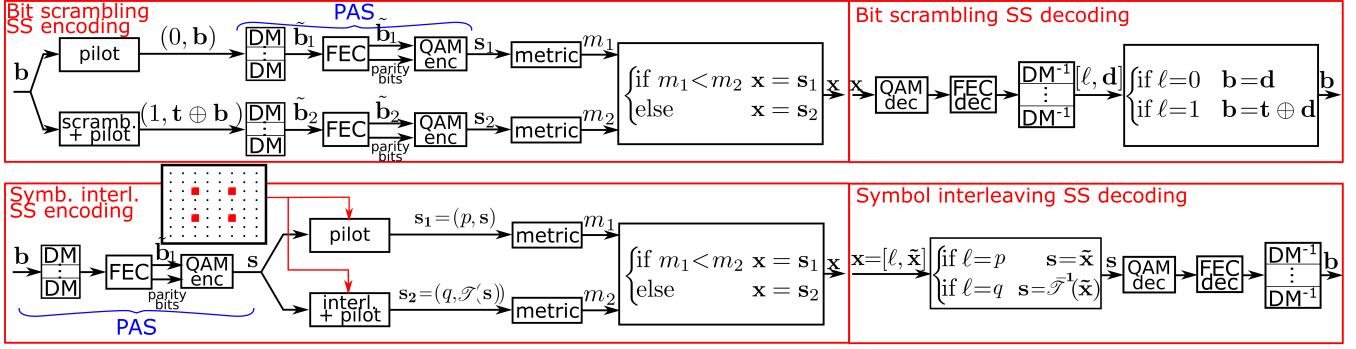 Bit scrambling
SS encoding
PAS
Bit scrambling SS decoding
b
pilot
(0, b)
DM
⋮
DM
b̃₁
FEC
b̃₁
parity
bits
QAM
enc
s₁
metric
m₁
scramb.
+ pilot
(1, t ⊕ b )
DM
⋮
DM
b̃₂
FEC
b̃₂
parity
bits
QAM
enc
s₂
metric
m₂
if m₁<m₂ x = s₁
else x = s₂
x
x
QAM
dec
FEC
dec
DM⁻¹
⋮
DM⁻¹
[ℓ, d]
if ℓ=0 b=d
if ℓ=1 b=t ⊕ d
b
Symb. interl.
SS encoding
Symbol interleaving SS decoding
b
DM
⋮
DM
FEC
b̃₁
parity
bits
QAM
enc
s
PAS
pilot
s₁=(p, s)
metric
m₁
interl.
+ pilot
s₂=(q, 𝒯(s))
metric
m₂
if m₁<m₂ x = s₁
else x = s₂
x
x=[ℓ, x̃]
if ℓ=p s=x̃
if ℓ=q s=𝒯⁻¹(x̃)
s
QAM
dec
FEC
dec
DM⁻¹
⋮
DM⁻¹
b